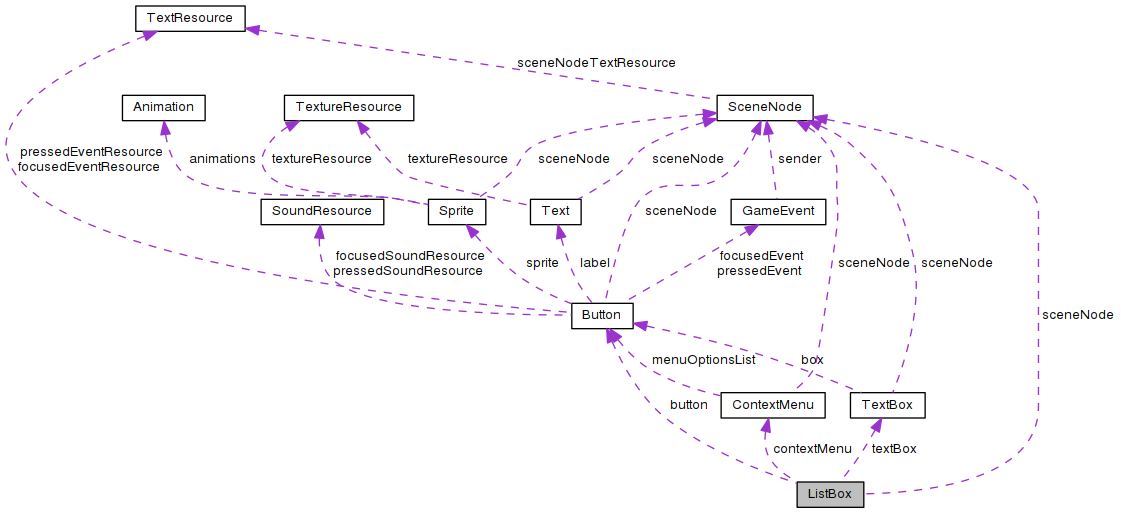 TextResource
sceneNodeTextResource
Animation
TextureResource
SceneNode
pressedEventResource
focusedEventResource
animations
textureResource
textureResource
sceneNode
sceneNode
sender
SoundResource
Sprite
Text
sceneNode
GameEvent
focusedSoundResource
pressedSoundResource
sprite
label
focusedEvent
pressedEvent
sceneNode
sceneNode
Button
sceneNode
menuOptionsList
box
button
ContextMenu
TextBox
contextMenu
textBox
ListBox